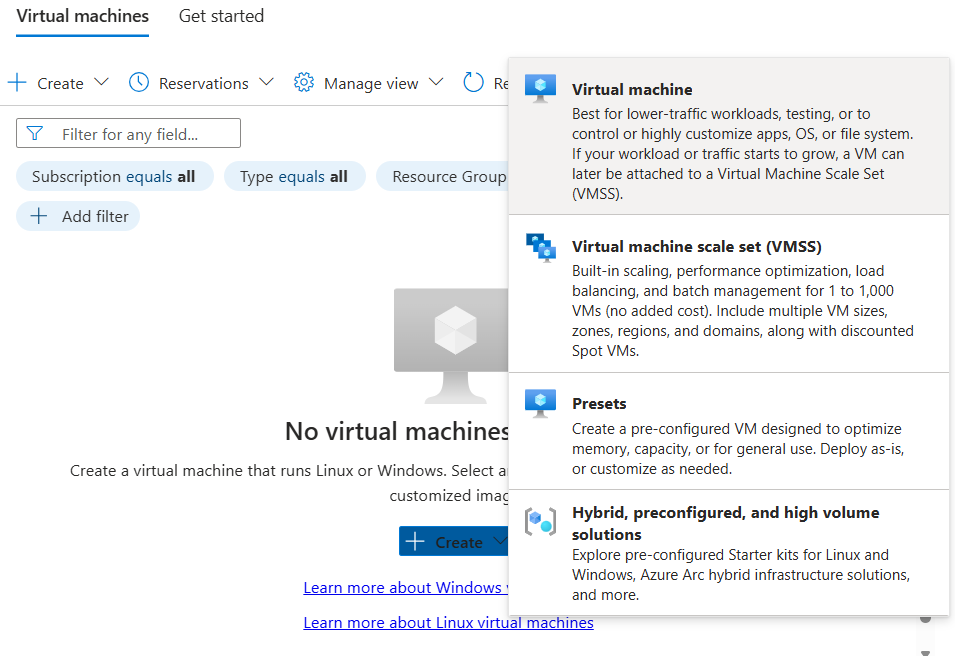 Virtual machines Get started
Create Reservations Manage view
Filter for any field...
Subscription equals all Type equals all Resource Group
Add filter
No virtual machines
Create a virtual machine that runs Linux or Windows. Select
customized
Create
Learn more about Windows
Learn more about Linux virtual machines
Virtual machine
Best for lower-traffic workloads, testing, or to
control or highly customize apps, OS, or file system.
If your workload or traffic starts to grow, a VM can
later be attached to a Virtual Machine Scale Set
(VMSS).
Virtual machine scale set (VMSS)
Built-in scaling, performance optimization, load
balancing, and batch management for 1 to 1,000
VMs (no added cost). Include multiple VM sizes,
zones, regions, and domains, along with discounted
Spot VMs.
Presets
Create a pre-configured VM designed to optimize
memory, capacity, or for general use. Deploy as-is,
or customize as needed.
Hybrid, preconfigured, and high volume
solutions
Explore pre-configured Starter kits for Linux and
Windows, Azure Arc hybrid infrastructure solutions,
and more.